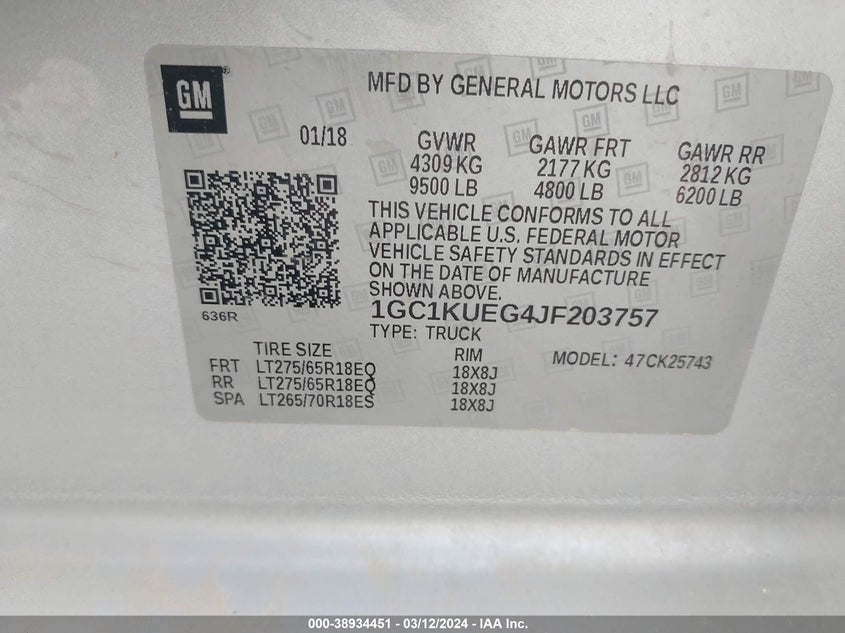 GM
MFD BY GENERAL MOTORS LLC
01/18 GVWR GAWR FRT GAWR RR
4309 KG 2177 KG 2812 KG
9500 LB 4800 LB 6200 LB
THIS VEHICLE CONFORMS TO ALL
APPLICABLE U.S. FEDERAL MOTOR
VEHICLE SAFETY STANDARDS IN EFFECT
ON THE DATE OF MANUFACTURE
SHOWN ABOVE.
1GC1KUEG4JF203757
636R
TYPE: TRUCK
TIRE SIZE RIM MODEL: 47CK25743
FRT LT275/65R18EQ 18X8J
RR LT275/65R18EQ 18X8J
SPA LT265/70R18ES 18X8J
000-38934451 - 03/12/2024 - IAA Inc.